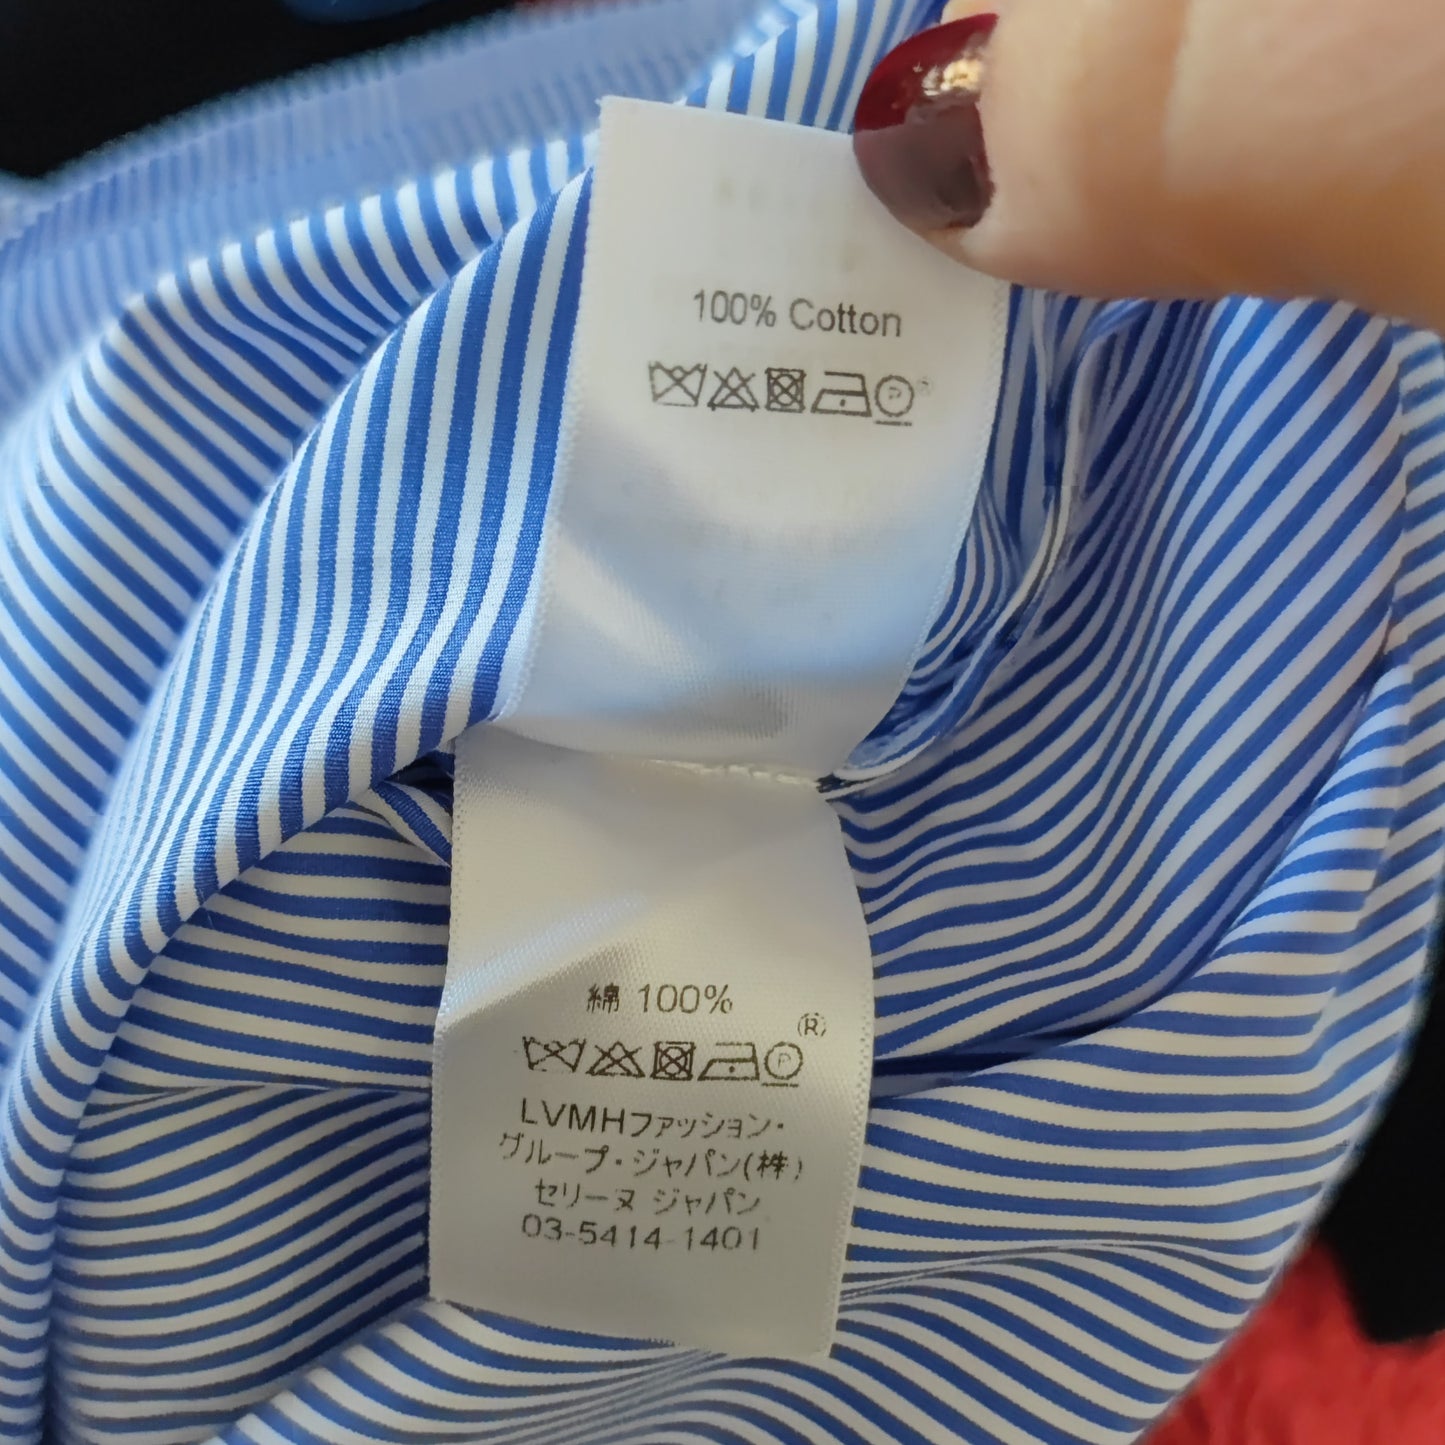 100% Cotton
P®
綿 100%
P®
LVMHファッション・
グループ・ジャパン(株)
セリーヌ ジャパン
03-5414-1401